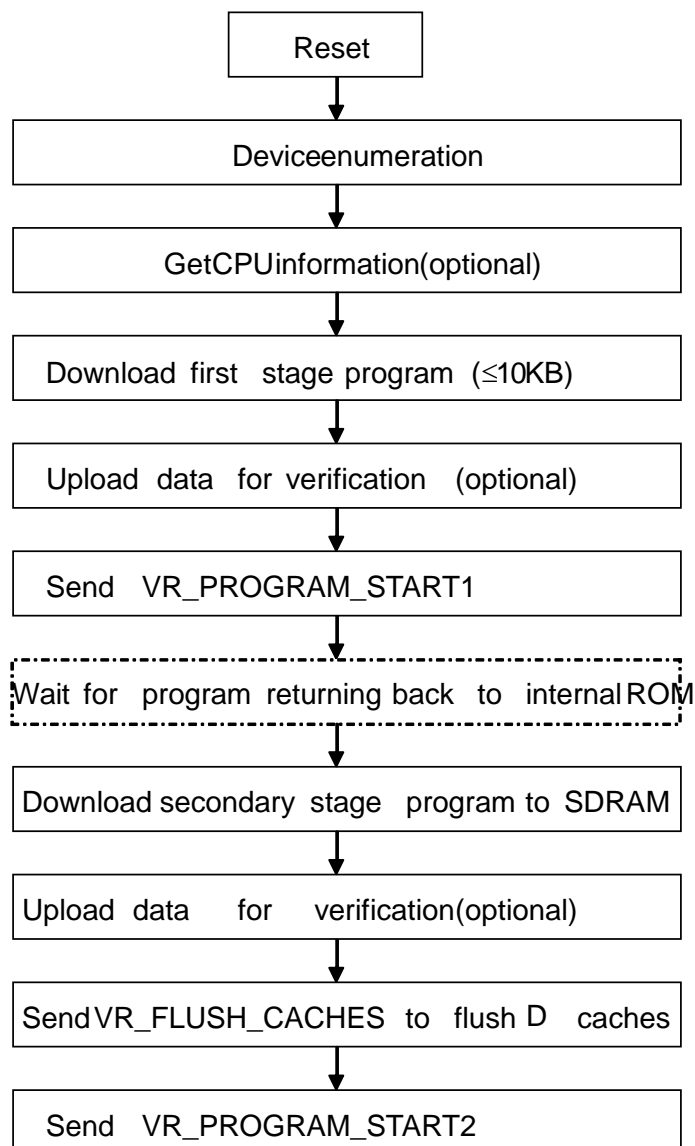 Reset
Deviceenumeration
GetCPUinformation(optional)
Download first stage program (≤10KB)
Upload data for verification (optional)
Send VR_PROGRAM_START1
Wait for program returning back to internal ROM
Download secondary stage program to SDRAM
Upload data for verification(optional)
Send VR_FLUSH_CACHES to flush D caches
Send VR_PROGRAM_START2